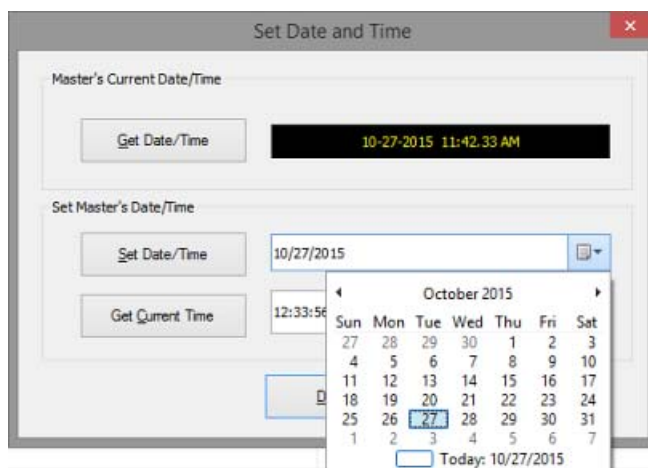 Set Date and Time
Master's Current Date/Time
Get Date/Time
10-27-2015 11:42.33 AM
Set Master's Date/Time
Set Date/Time
10/27/2015
Get Current Time
12:33:56
October 2015
Sun Mon Tue Wed Thu Fri Sat
27 28 29 30 1 2 3
4 5 6 7 8 9 10
11 12 13 14 15 16 17
18 19 20 21 22 23 24
25 26 27 28 29 30 31
1 2 3 4 5 6 7
Today: 10/27/2015